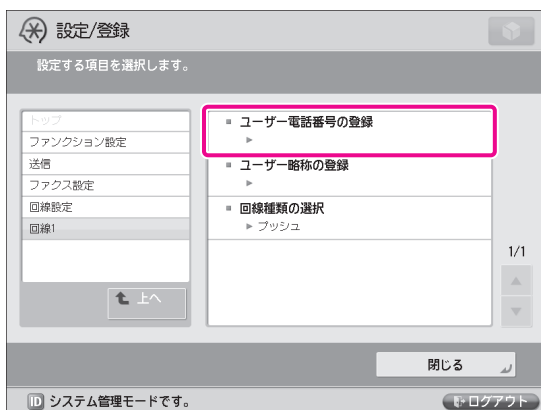 設定/登録
設定する項目を選択します。
トップ
ファンクション設定
送信
ファクス設定
回線設定
回線1
上へ
ユーザー電話番号の登録
ユーザー略称の登録
回線種類の選択
プッシュ
1/1
閉じる
ID システム管理モードです。
ログアウト